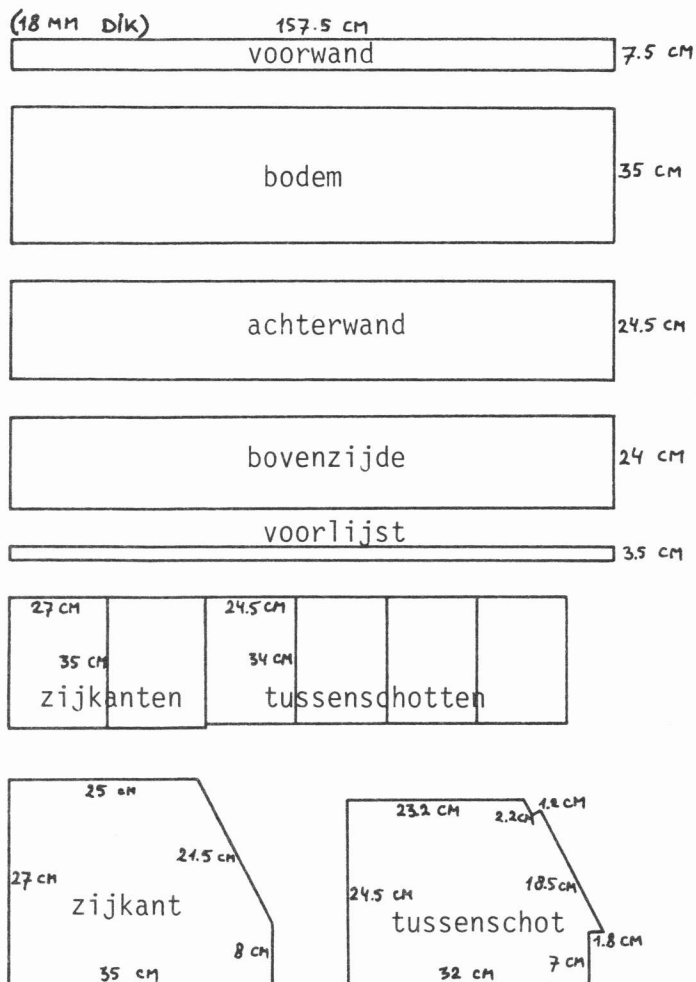 (18 MM DİK) 157.5 CM
voorwand 7.5 CM
bodem 35 CM
achterwand 24.5 CM
bovenzijde 24 CM
voorlijst
3.5 CM
27 CM 24.5 CM
35 CM 34 CM
zijkanten tussenschotten
25 CM
21.5 CM
27 CM
zijkant
8 CM
35 CM
23.2 CM 1.2 CM
2.2 CM
18.5 CM
24.5 CM
tussenschot
1.8 CM
7 CM
32 CM